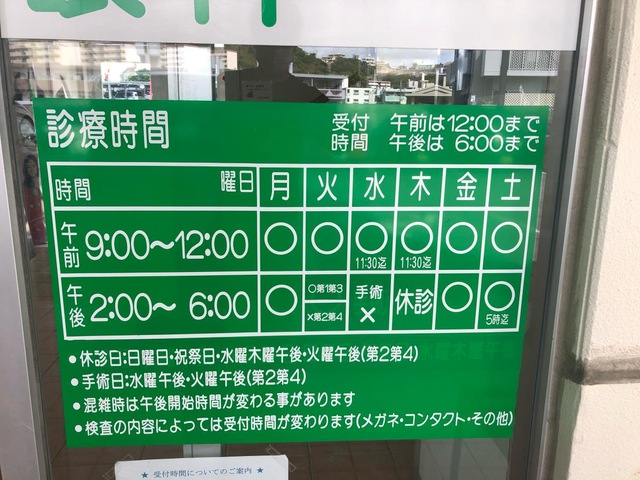 眼科
診療時間
受付時間 午前は12:00まで
午後は 6:00まで
時間 曜日 月 火 水 木 金 土
午前 9:00〜12:00 ○ ○ ○11:30迄 ○11:30迄 ○ ○
午後 2:00〜 6:00 ○ ○第1第3 ×第2第4 手術× 休診 ○ ○5時迄
●休診日:日曜日・祝祭日・水曜木曜午後・火曜午後(第2第4)
●手術日:水曜午後・火曜午後(第2第4)
●混雑時は午後開始時間が変わる事があります
●検査の内容によっては受付時間が変わります(メガネ・コンタクト・その他)
★ 受付時間についてのご案内 ★